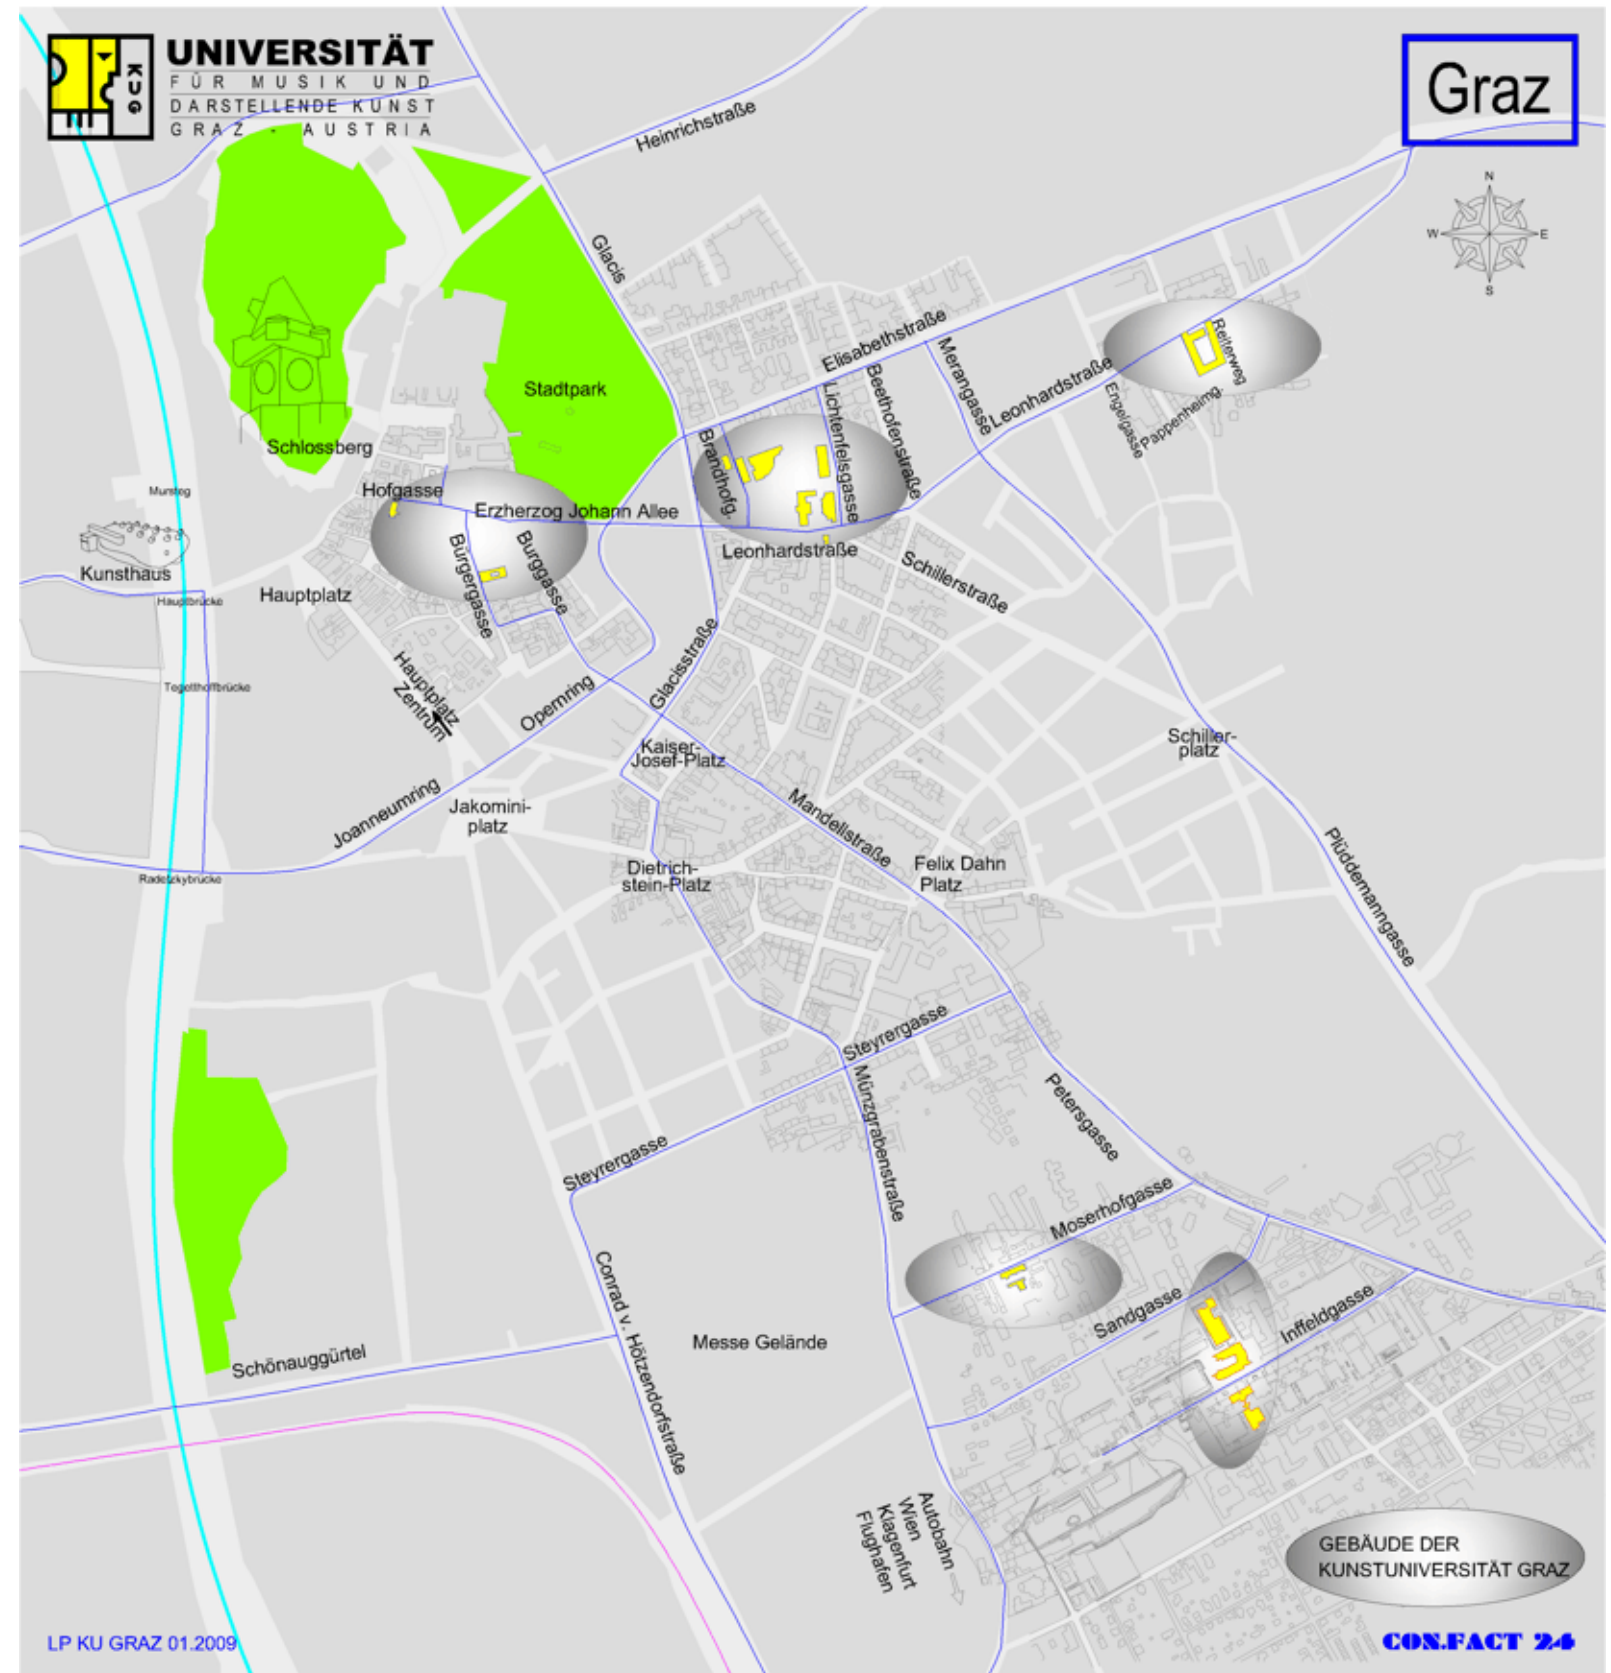 KUG
UNIVERSITÄT
FÜR MUSIK UND
DARSTELLENDE KUNST
GRAZ - AUSTRIA
Graz
N
W
E
S
Heinrichstraße
Glacis
Elisabethstraße
Merangasse
Leonhardstraße
Reiterweg
Engelgasse
Pappenheimg.
Stadtpark
Schlossberg
Lichtenfelsgasse
Beethofenstraße
Brandhofg.
Hofgasse
Erzherzog Johann Allee
Mursteg
Kunsthaus
Hauptbrücke
Hauptplatz
Bürgergasse
Burggasse
Leonhardstraße
Schillerstraße
Tegetthoffbrücke
Hauptplatz
Zentrum
Opernring
Glacisstraße
Kaiser-
Josef-Platz
Schiller-
platz
Joanneumring
Jakomini-
platz
Mandellstraße
Radetzkybrücke
Dietrich-
stein-Platz
Felix Dahn
Platz
Plüddemanngasse
Steyrergasse
Münzgrabenstraße
Petersgasse
Steyrergasse
Moserhofgasse
Conrad v. Hötzendorfstraße
Sandgasse
Inffeldgasse
Messe Gelände
Schönauggürtel
Autobahn
Wien
Klagenfurt
Flughafen
GEBÄUDE DER
KUNSTUNIVERSITÄT GRAZ
LP KU GRAZ 01.2009
CON.FACT 24